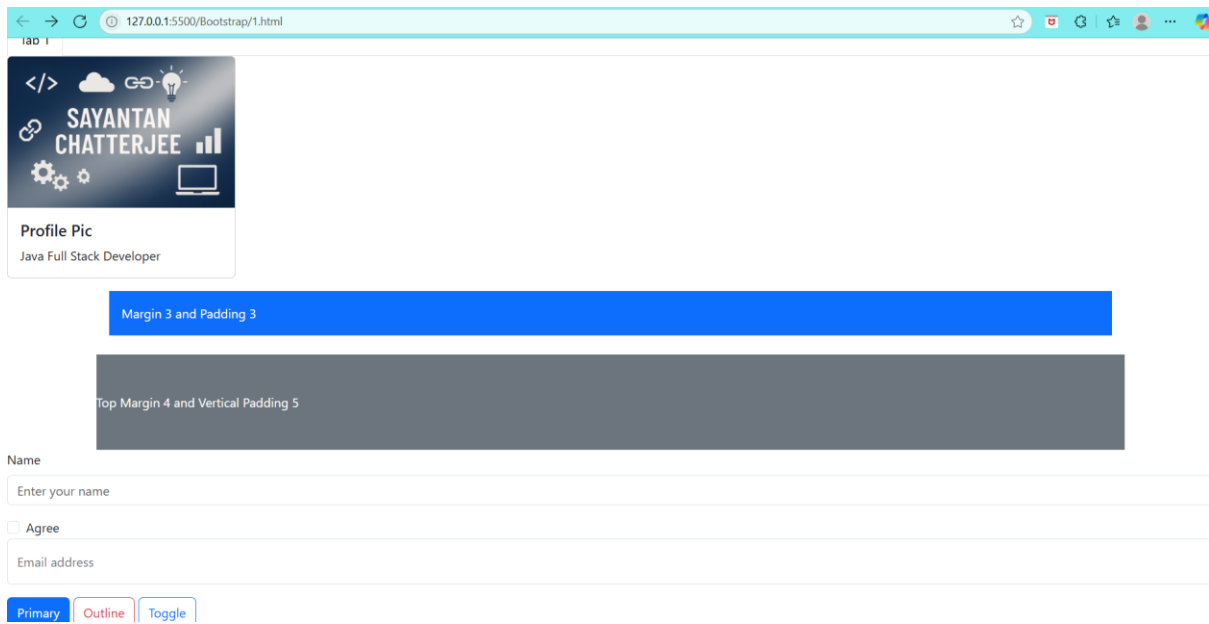 127.0.0.1:5500/Bootstrap/1.html
Tab 1
</>
SAYANTAN
CHATTERJEE
Profile Pic
Java Full Stack Developer
Margin 3 and Padding 3
Top Margin 4 and Vertical Padding 5
Name
Enter your name
Agree
Email address
Primary Outline Toggle